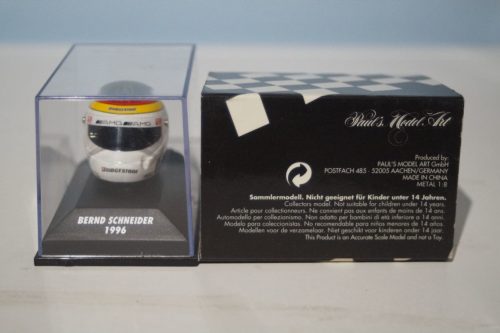 AMG AMG
BRIDGESTONE
BERND SCHNEIDER
1996
Paul's Model Art
Produced by:
PAUL'S MODEL ART GmbH
POSTFACH 485 - 52005 AACHEN/GERMANY
MADE IN CHINA
METAL 1:8
Sammlermodell. Nicht geeignet für Kinder unter 14 Jahren.
Collectors model. Not suitable for children under 14 years.
Article pour collectionneurs. Ne convient pas aux enfants de moins de 14 ans.
Automodello per collezionismo. Non adatto per bambini di età inferiore ai 14 anni.
Modelo para coleccionistas. No recomendable para niños menores de 14 años.
Modellen voor de verzamelaar. Niet geschikt voor kinderen onder 14 jaar.
This Product is an Accurate Scale Model and not a Toy.